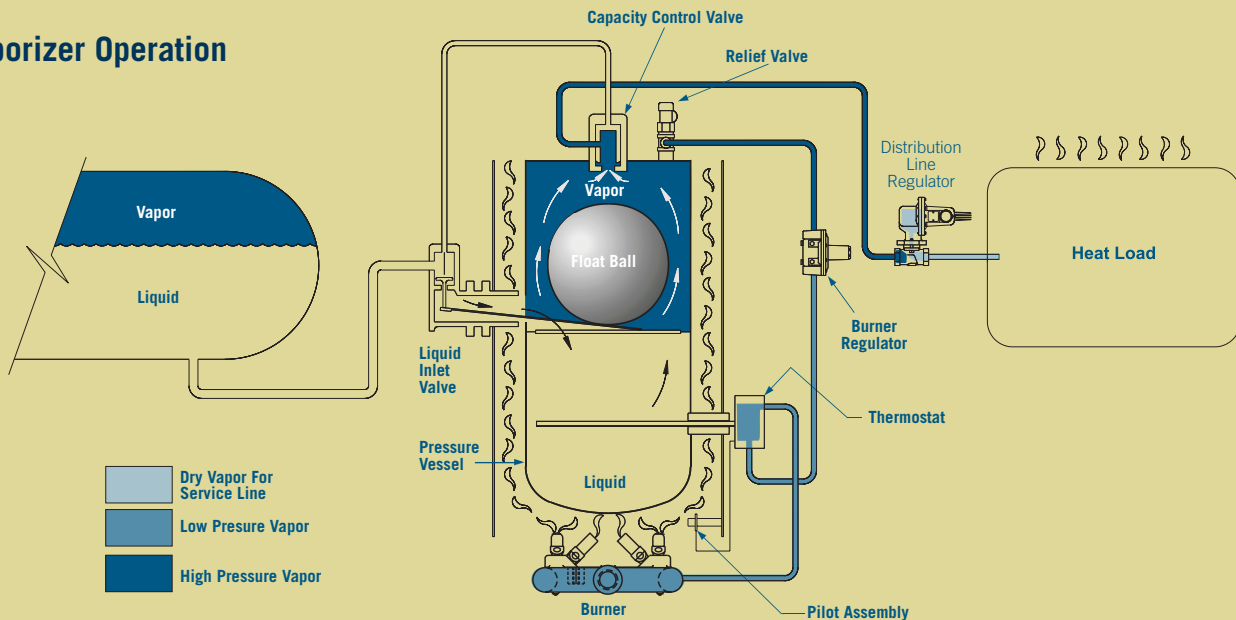 porizer Operation
Capacity Control Valve
Relief Valve
Distribution
Line
Regulator
Vapor
Vapor
Float Ball
Heat Load
Liquid
Burner
Regulator
Liquid
Inlet
Valve
Thermostat
Pressure
Vessel
Liquid
Dry Vapor For
Service Line
Low Presure Vapor
High Pressure Vapor
Burner
Pilot Assembly